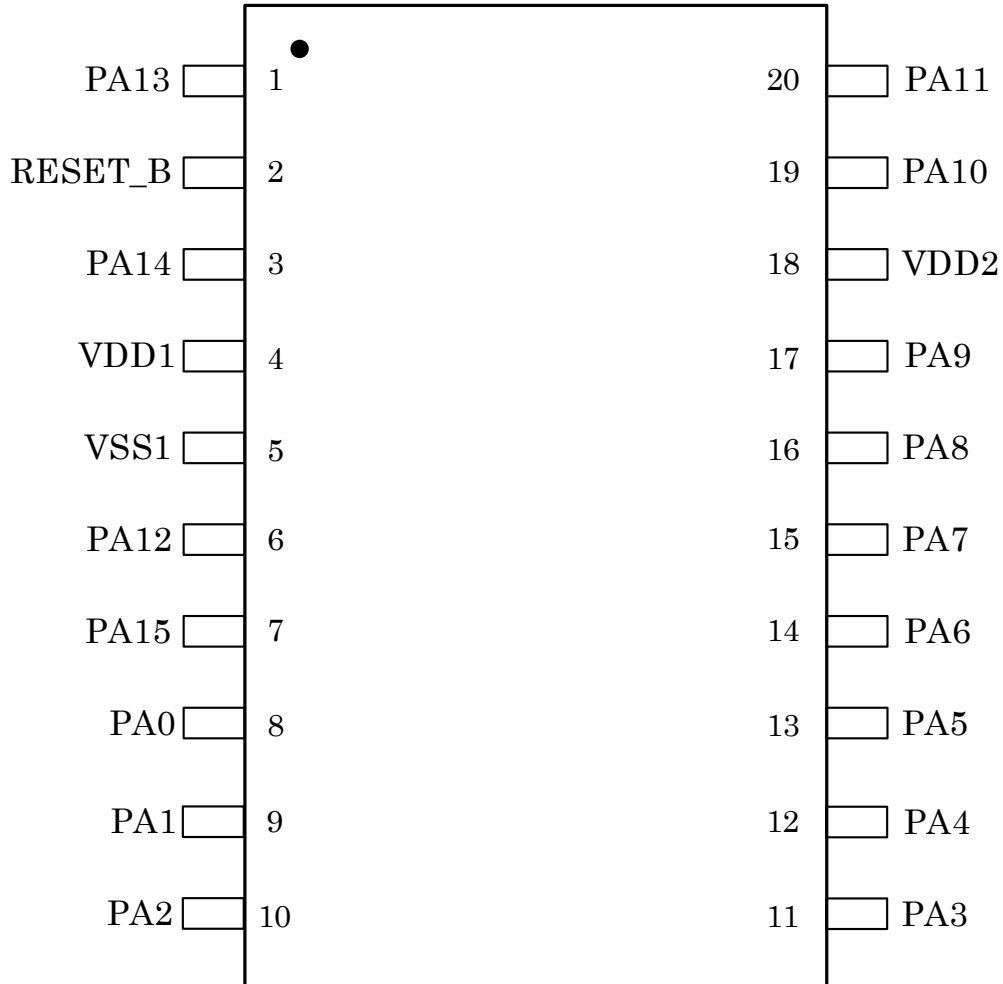 PA13 1 20 PA11
RESET_B 2 19 PA10
PA14 3 18 VDD2
VDD1 4 17 PA9
VSS1 5 16 PA8
PA12 6 15 PA7
PA15 7 14 PA6
PA0 8 13 PA5
PA1 9 12 PA4
PA2 10 11 PA3